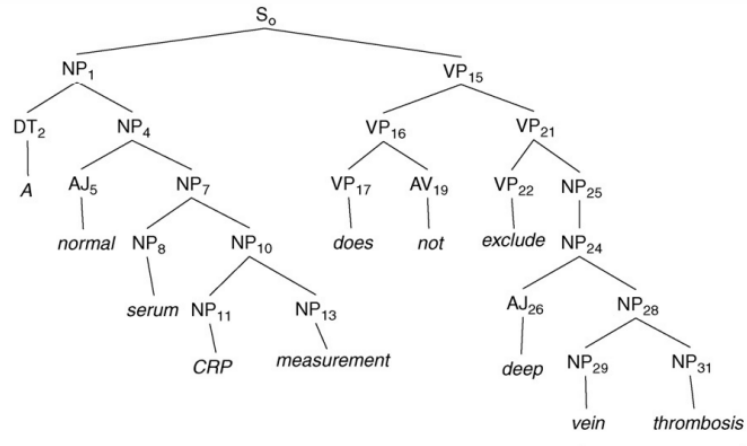 S₀
NP₁ VP₁₅
DT₂ NP₄ VP₁₆ VP₂₁
A AJ₅ NP₇ VP₁₇ AV₁₉ VP₂₂ NP₂₅
normal NP₈ NP₁₀ does not exclude NP₂₄
serum NP₁₁ NP₁₃ AJ₂₆ NP₂₈
CRP measurement deep NP₂₉ NP₃₁
vein thrombosis